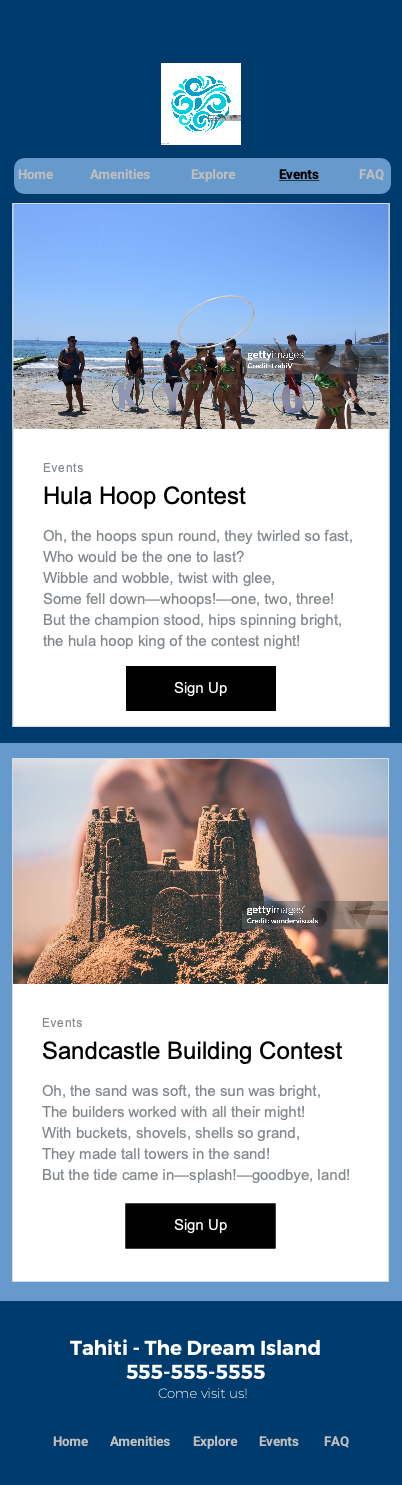 Home Amenities Explore Events FAQ
gettyimages
Events
Hula Hoop Contest
Oh, the hoops spun round, they twirled so fast,
Who would be the one to last?
Wibble and wobble, twist with glee,
Some fell down—whoops!—one, two, three!
But the champion stood, hips spinning bright,
the hula hoop king of the contest night!
Sign Up
gettyimages
Credit: wundervisuals
Events
Sandcastle Building Contest
Oh, the sand was soft, the sun was bright,
The builders worked with all their might!
With buckets, shovels, shells so grand,
They made tall towers in the sand!
But the tide came in—splash!—goodbye, land!
Sign Up
Tahiti - The Dream Island
555-555-5555
Come visit us!
Home Amenities Explore Events FAQ